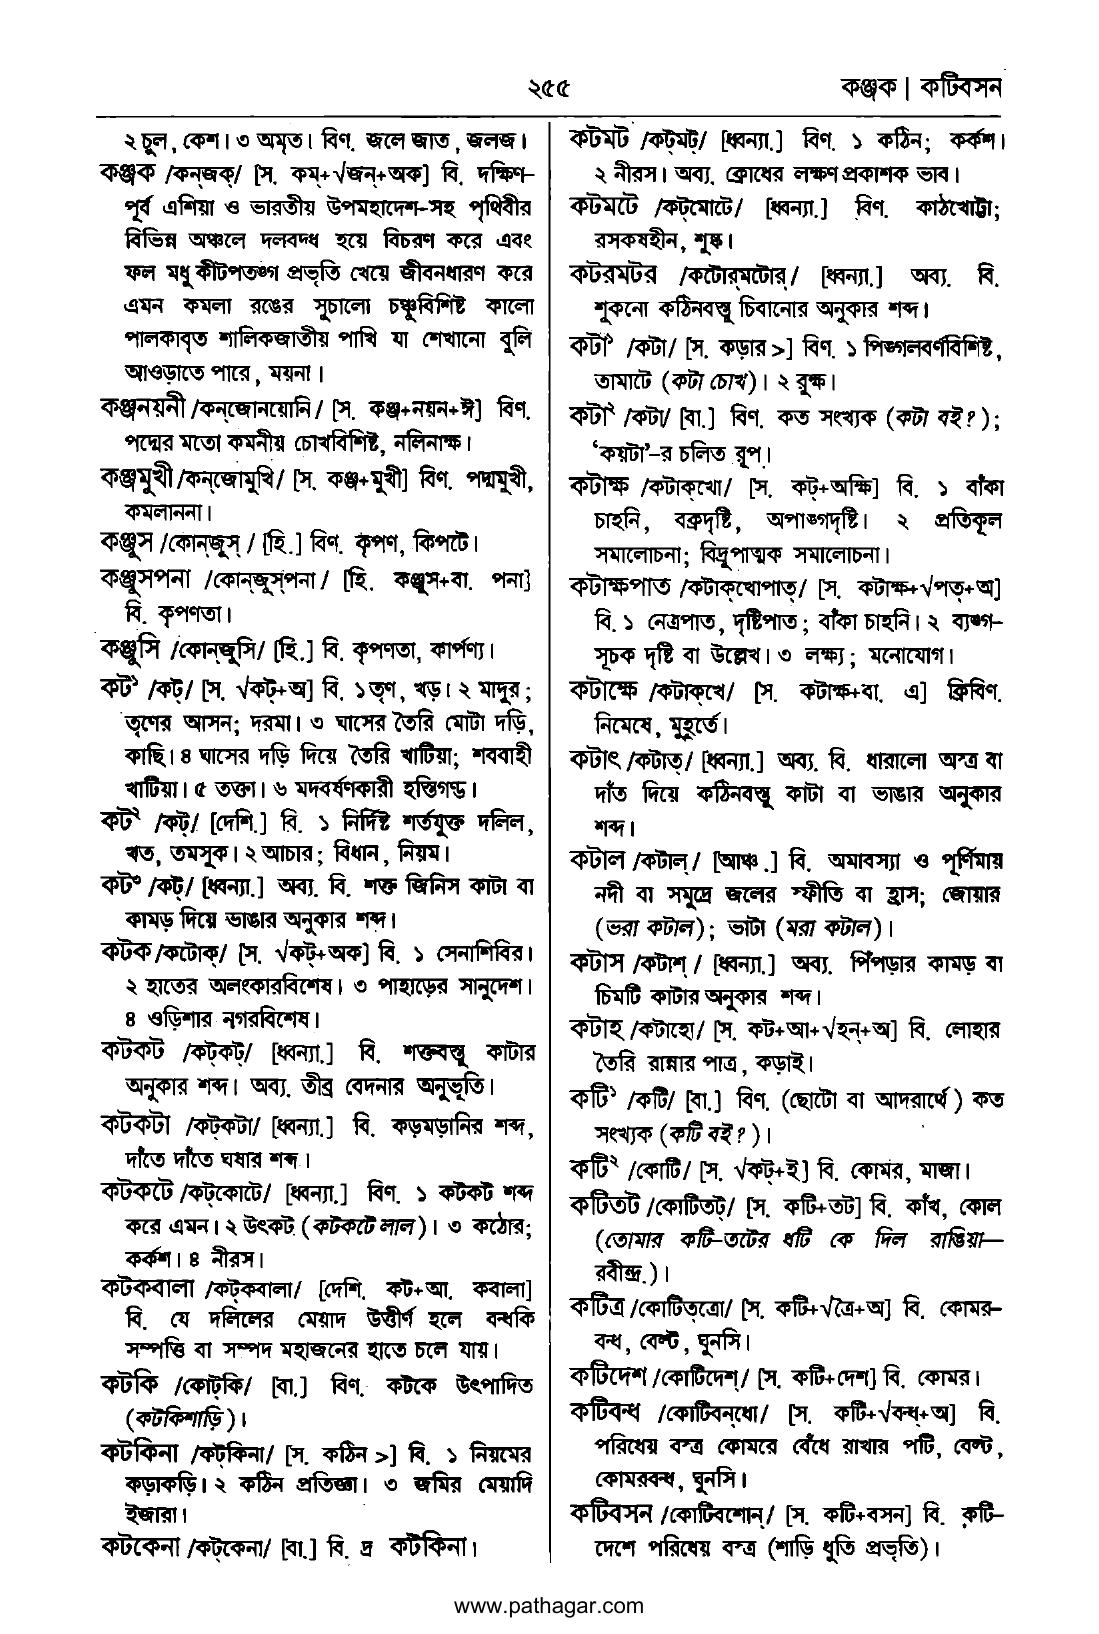 ২৫৫
কঞ্জক | কটিবসন
২ চুল, কেশ। ৩ অমৃত। বিণ. জলে জাত, জলজ।
কঞ্জক /কন্‌জক্/ [স. কম্+√জন্+অক] বি. দক্ষিণ-
পূর্ব এশিয়া ও ভারতীয় উপমহাদেশ-সহ পৃথিবীর
বিভিন্ন অঞ্চলে দলবদ্ধ হয়ে বিচরণ করে এবং
ফল মধু কীটপতঙ্গ প্রভৃতি খেয়ে জীবনধারণ করে
এমন কমলা রঙের সুচালো চঞ্চুবিশিষ্ট কালো
পালকাবৃত শালিকজাতীয় পাখি যা শেখানো বুলি
আওড়াতে পারে, ময়না।
কঞ্জনয়নী /কন্‌জোনয়োনি/ [স. কঞ্জ+নয়ন+ঈ] বিণ.
পদ্মের মতো কমনীয় চোখবিশিষ্ট, নলিনাক্ষ।
কঞ্জমুখী /কন্‌জোমুখি/ [স. কঞ্জ+মুখী] বিণ. পদ্মমুখী,
কমলাননা।
কঞ্জুস /কোন্‌জুস্/ [হি.] বিণ. কৃপণ, কিপটে।
কঞ্জুসপনা /কোন্‌জুস্‌পনা/ [হি. কঞ্জুস+বা. পনা]
বি. কৃপণতা।
কঞ্জুসি /কোন্‌জুসি/ [হি.] বি. কৃপণতা, কার্পণ্য।
কট১ /কট্/ [স. √কট্+অ] বি. ১ তৃণ, খড়। ২ মাদুর;
তৃণের আসন; দরমা। ৩ ঘাসের তৈরি মোটা দড়ি,
কাছি। ৪ ঘাসের দড়ি দিয়ে তৈরি খাটিয়া; শববাহী
খাটিয়া। ৫ তক্তা। ৬ মদবর্ষণকারী হস্তিগণ্ড।
কট২ /কট্/ [দেশি.] বি. ১ নির্দিষ্ট শর্তযুক্ত দলিল,
খত, তমসুক। ২ আচার; বিধান, নিয়ম।
কট৩ /কট্/ [ধ্বন্যা.] অব্য. বি. শক্ত জিনিস কাটা বা
কামড় দিয়ে ভাঙার অনুকার শব্দ।
কটক /কটোক্/ [স. √কট্+অক] বি. ১ সেনাশিবির।
২ হাতের অলংকারবিশেষ। ৩ পাহাড়ের সানুদেশ।
৪ ওড়িশার নগরবিশেষ।
কটকট /কট্‌কট্/ [ধ্বন্যা.] বি. শক্তবস্তু কাটার
অনুকার শব্দ। অব্য. তীব্র বেদনার অনুভূতি।
কটকটা /কট্‌কটা/ [ধ্বন্যা.] বি. কড়মড়ানির শব্দ,
দাঁতে দাঁতে ঘষার শব্দ।
কটকটে /কট্‌কোটে/ [ধ্বন্যা.] বিণ. ১ কটকট শব্দ
করে এমন। ২ উৎকট (কটকটে লাল)। ৩ কঠোর;
কর্কশ। ৪ নীরস।
কটকবালা /কট্‌কবালা/ [দেশি. কট+আ. কবালা]
বি. যে দলিলের মেয়াদ উত্তীর্ণ হলে বন্ধকি
সম্পত্তি বা সম্পদ মহাজনের হাতে চলে যায়।
কটকি /কোট্‌কি/ [বা.] বিণ. কটকে উৎপাদিত
(কটকিশাড়ি)।
কটকিনা /কট্‌কিনা/ [স. কঠিন >] বি. ১ নিয়মের
কড়াকড়ি। ২ কঠিন প্রতিজ্ঞা। ৩ জমির মেয়াদি
ইজারা।
কটকেনা /কট্‌কেনা/ [বা.] বি. দ্র কটকিনা।
কটমট /কট্‌মট্/ [ধ্বন্যা.] বিণ. ১ কঠিন; কর্কশ।
২ নীরস। অব্য. ক্রোধের লক্ষণ প্রকাশক ভাব।
কটমটে /কট্‌মোটে/ [ধ্বন্যা.] বিণ. কাঠখোট্টা;
রসকষহীন, শুষ্ক।
কটরমটর /কটোর্‌মটোর্/ [ধ্বন্যা.] অব্য. বি.
শুকনো কঠিনবস্তু চিবানোর অনুকার শব্দ।
কটা১ /কটা/ [স. কড়ার >] বিণ. ১ পিঙ্গলবর্ণবিশিষ্ট,
তামাটে (কটা চোখ)। ২ রুক্ষ।
কটা২ /কটা/ [বা.] বিণ. কত সংখ্যক (কটা বই?);
‘কয়টা’-র চলিত রূপ।
কটাক্ষ /কটাক্‌খো/ [স. কট্+অক্ষি] বি. ১ বাঁকা
চাহনি, বক্রদৃষ্টি, অপাঙ্গদৃষ্টি। ২ প্রতিকূল
সমালোচনা; বিদ্রূপাত্মক সমালোচনা।
কটাক্ষপাত /কটাক্‌খোপাত্/ [স. কটাক্ষ+√পত্+অ]
বি. ১ নেত্রপাত, দৃষ্টিপাত; বাঁকা চাহনি। ২ ব্যঙ্গ-
সূচক দৃষ্টি বা উল্লেখ। ৩ লক্ষ্য; মনোযোগ।
কটাক্ষে /কটাক্‌খে/ [স. কটাক্ষ+বা. এ] ক্রিবিণ.
নিমেষে, মুহূর্তে।
কটাৎ /কটাত্/ [ধ্বন্যা.] অব্য. বি. ধারালো অস্ত্র বা
দাঁত দিয়ে কঠিনবস্তু কাটা বা ভাঙার অনুকার
শব্দ।
কটাল /কটাল্/ [আঞ্চ.] বি. অমাবস্যা ও পূর্ণিমায়
নদী বা সমুদ্রে জলের স্ফীতি বা হ্রাস; জোয়ার
(ভরা কটাল); ভাটা (মরা কটাল)।
কটাস /কটাশ্/ [ধ্বন্যা.] অব্য. পিঁপড়ার কামড় বা
চিমটি কাটার অনুকার শব্দ।
কটাহ /কটাহো/ [স. কট+আ+√হন্+অ] বি. লোহার
তৈরি রান্নার পাত্র, কড়াই।
কটি১ /কটি/ [বা.] বিণ. (ছোটো বা আদরার্থে) কত
সংখ্যক (কটি বই?)।
কটি২ /কোটি/ [স. √কট্+ই] বি. কোমর, মাজা।
কটিতট /কোটিতট্/ [স. কটি+তট] বি. কাঁখ, কোল
(তোমার কটি-তটের ধটি কে দিল রাঙিয়া—
রবীন্দ্র.)।
কটিত্র /কোটিত্‌ত্রো/ [স. কটি+√ত্রৈ+অ] বি. কোমর-
বন্ধ, বেল্ট, ঘুনসি।
কটিদেশ /কোটিদেশ্/ [স. কটি+দেশ] বি. কোমর।
কটিবন্ধ /কোটিবন্‌ধো/ [স. কটি+√বন্ধ্+অ] বি.
পরিধেয় বস্ত্র কোমরে বেঁধে রাখার পটি, বেল্ট,
কোমরবন্ধ, ঘুনসি।
কটিবসন /কোটিবশোন্/ [স. কটি+বসন] বি. কটি-
দেশে পরিধেয় বস্ত্র (শাড়ি ধুতি প্রভৃতি)।
www.pathagar.com